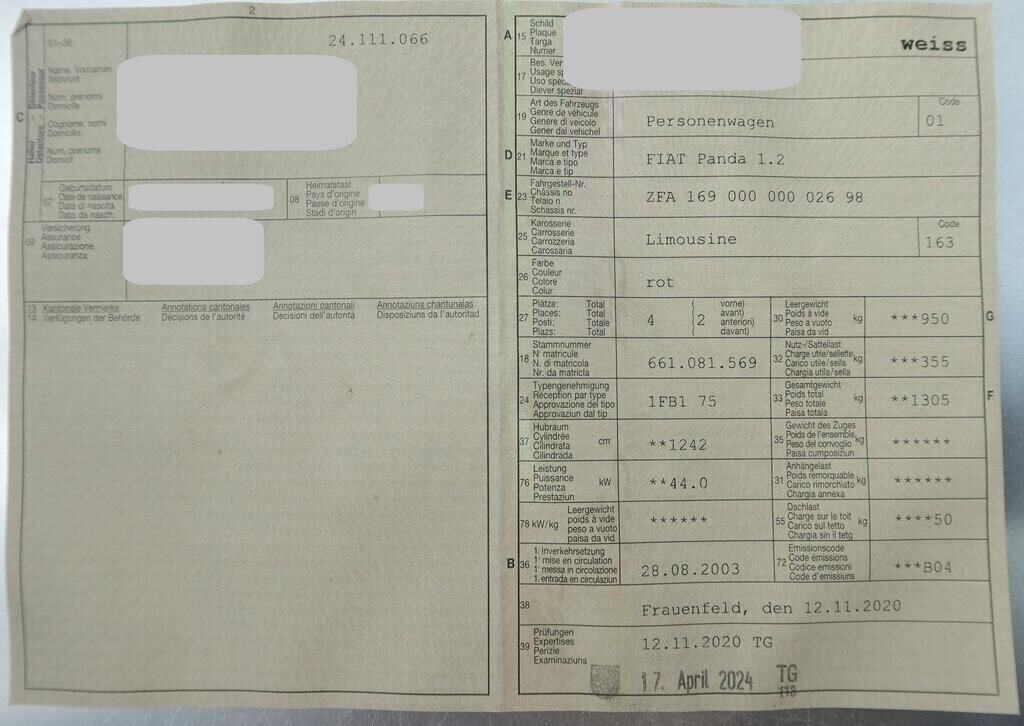 2
01-06
24.111.066
C
Halter Détenteur
Detentore Possessur
Name, Vornamen
Wohnort
Nom, prénoms
Domicile
Cognome, nomi
Domicilio
Num, prenums
Domicil
07
Geburtsdatum
Date de naissance
Data di nascita
Data da nasch.
08
Heimatstaat
Pays d'origine
Paese d'origine
Stadi d'origin
09
Versicherung
Assurance
Assicurazione
Assicuranza
13 Kantonale Vermerke
14 Verfügungen der Behörde
Annotations cantonales
Décisions de l'autorité
Annotazioni cantonali
Decisioni dell'autorità
Annotaziuns chantunalas
Disposiziuns da l'autoritad
A 15
Schild
Plaque
Targa
Numer
weiss
17
Bes. Ver
Usage sp
Uso spec
Diever spezial
19
Art des Fahrzeugs
Genre de véhicule
Genere di veicolo
Gener dal vehichel
Personenwagen
Code
01
D 21
Marke und Typ
Marque et type
Marca e tipo
Marca e tip
FIAT Panda 1.2
E 23
Fahrgestell-Nr.
Châssis no
Telaio n.
Schassis nr.
ZFA 169 000 000 026 98
25
Karosserie
Carrosserie
Carrozzeria
Carossaria
Limousine
Code
163
26
Farbe
Couleur
Colore
Colur
rot
27
Plätze: Total ( vorne)
Places: Total ( avant)
Posti: Totale ( anteriori)
Plazs: Total ( davant)
4 2
30
Leergewicht
Poids à vide
Peso a vuoto
Paisa da vid
kg
***950
G
18
Stammnummer
N° matricule
N. di matricola
Nr. da matricla
661.081.569
32
Nutz-/Sattellast
Charge utile/sellette
Carico utile/sella
Chargia utila/sella
kg
***355
24
Typengenehmigung
Réception par type
Approvazione del tipo
Approvaziun dal tip
1FB1 75
33
Gesamtgewicht
Poids total
Peso totale
Paisa totala
kg
**1305
F
37
Hubraum
Cylindrée
Cilindrata
Cilindrada
cm³
**1242
35
Gewicht des Zuges
Poids de l'ensemble
Peso del convoglio
Paisa cumposiziun
kg
******
76
Leistung
Puissance
Potenza
Prestaziun
kW
**44.0
31
Anhängelast
Poids remorquable
Carico rimorchiato
Chargia annexa
kg
******
78 kW/kg
Leergewicht
poids à vide
peso a vuoto
paisa da vid
******
55
Dachlast
Charge sur le toit
Carico sul tetto
Chargia sin il tetg
kg
****50
B 36
1. Inverkehrsetzung
1ʳᵉ mise en circulation
1ᵃ messa in circolazione
1. entrada en circulaziun
28.08.2003
72
Emissionscode
Code émissions
Codice emissioni
Code d'emissiuns
***B04
38
Frauenfeld, den 12.11.2020
39
Prüfungen
Expertises
Perizie
Examinaziuns
12.11.2020 TG
17. April 2024 TG
118